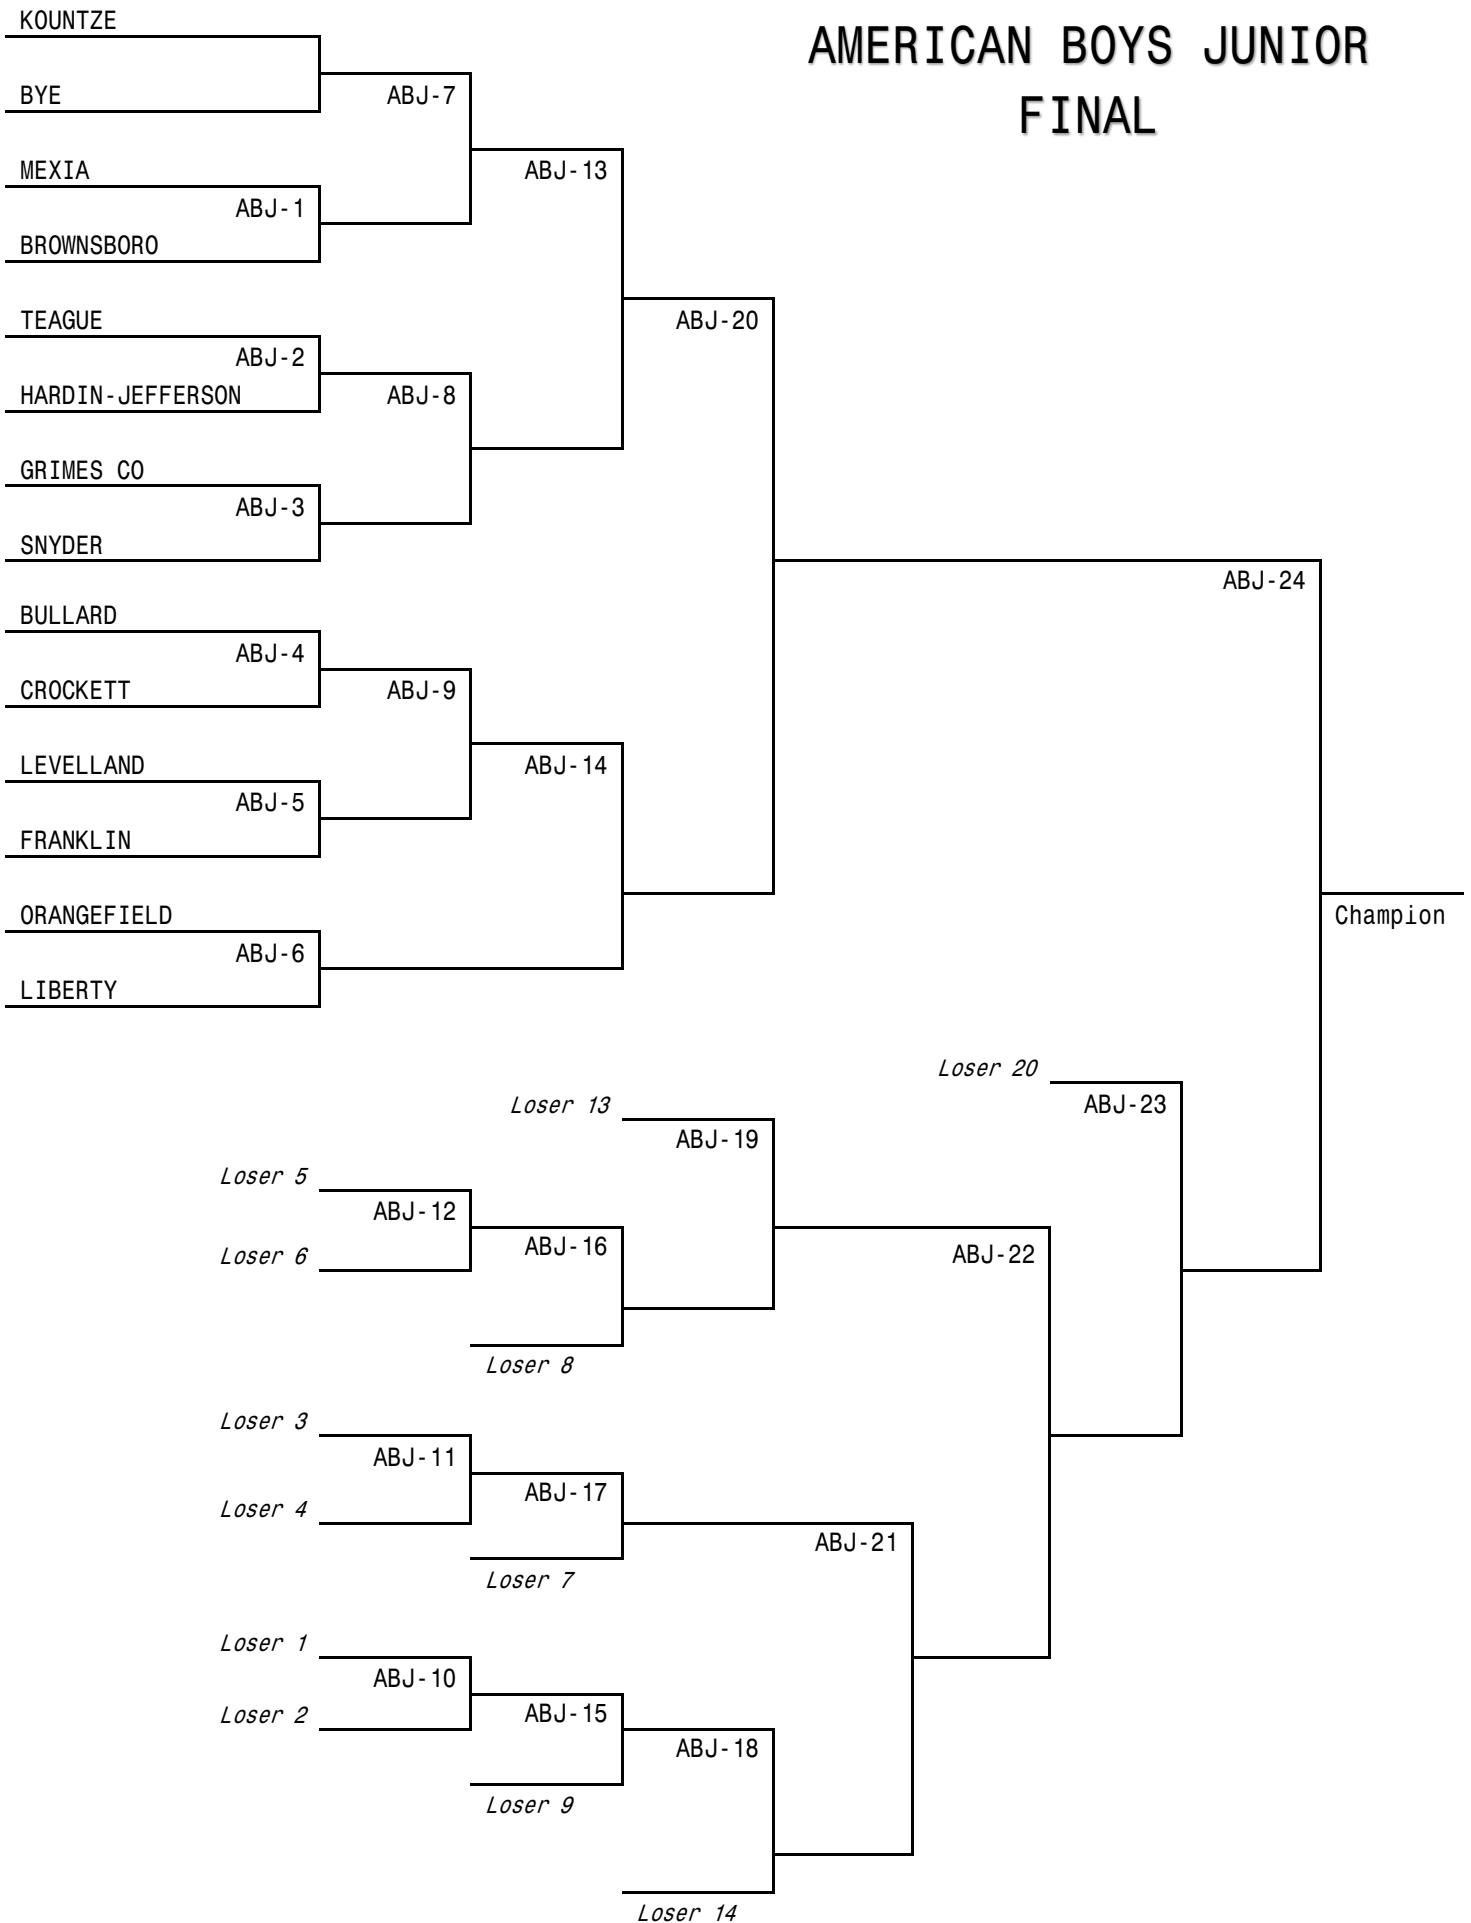 KOUNTZE
AMERICAN BOYS JUNIOR
FINAL
BYE
ABJ-7
MEXIA
ABJ-13
ABJ-1
BROWNSBORO
TEAGUE
ABJ-20
ABJ-2
HARDIN-JEFFERSON
ABJ-8
GRIMES CO
ABJ-3
SNYDER
ABJ-24
BULLARD
ABJ-4
CROCKETT
ABJ-9
LEVELLAND
ABJ-14
ABJ-5
FRANKLIN
ORANGEFIELD
Champion
ABJ-6
LIBERTY
Loser 20
Loser 13
ABJ-23
ABJ-19
Loser 5
ABJ-12
Loser 6
ABJ-16
ABJ-22
Loser 8
Loser 3
ABJ-11
Loser 4
ABJ-17
ABJ-21
Loser 7
Loser 1
ABJ-10
Loser 2
ABJ-15
ABJ-18
Loser 9
Loser 14